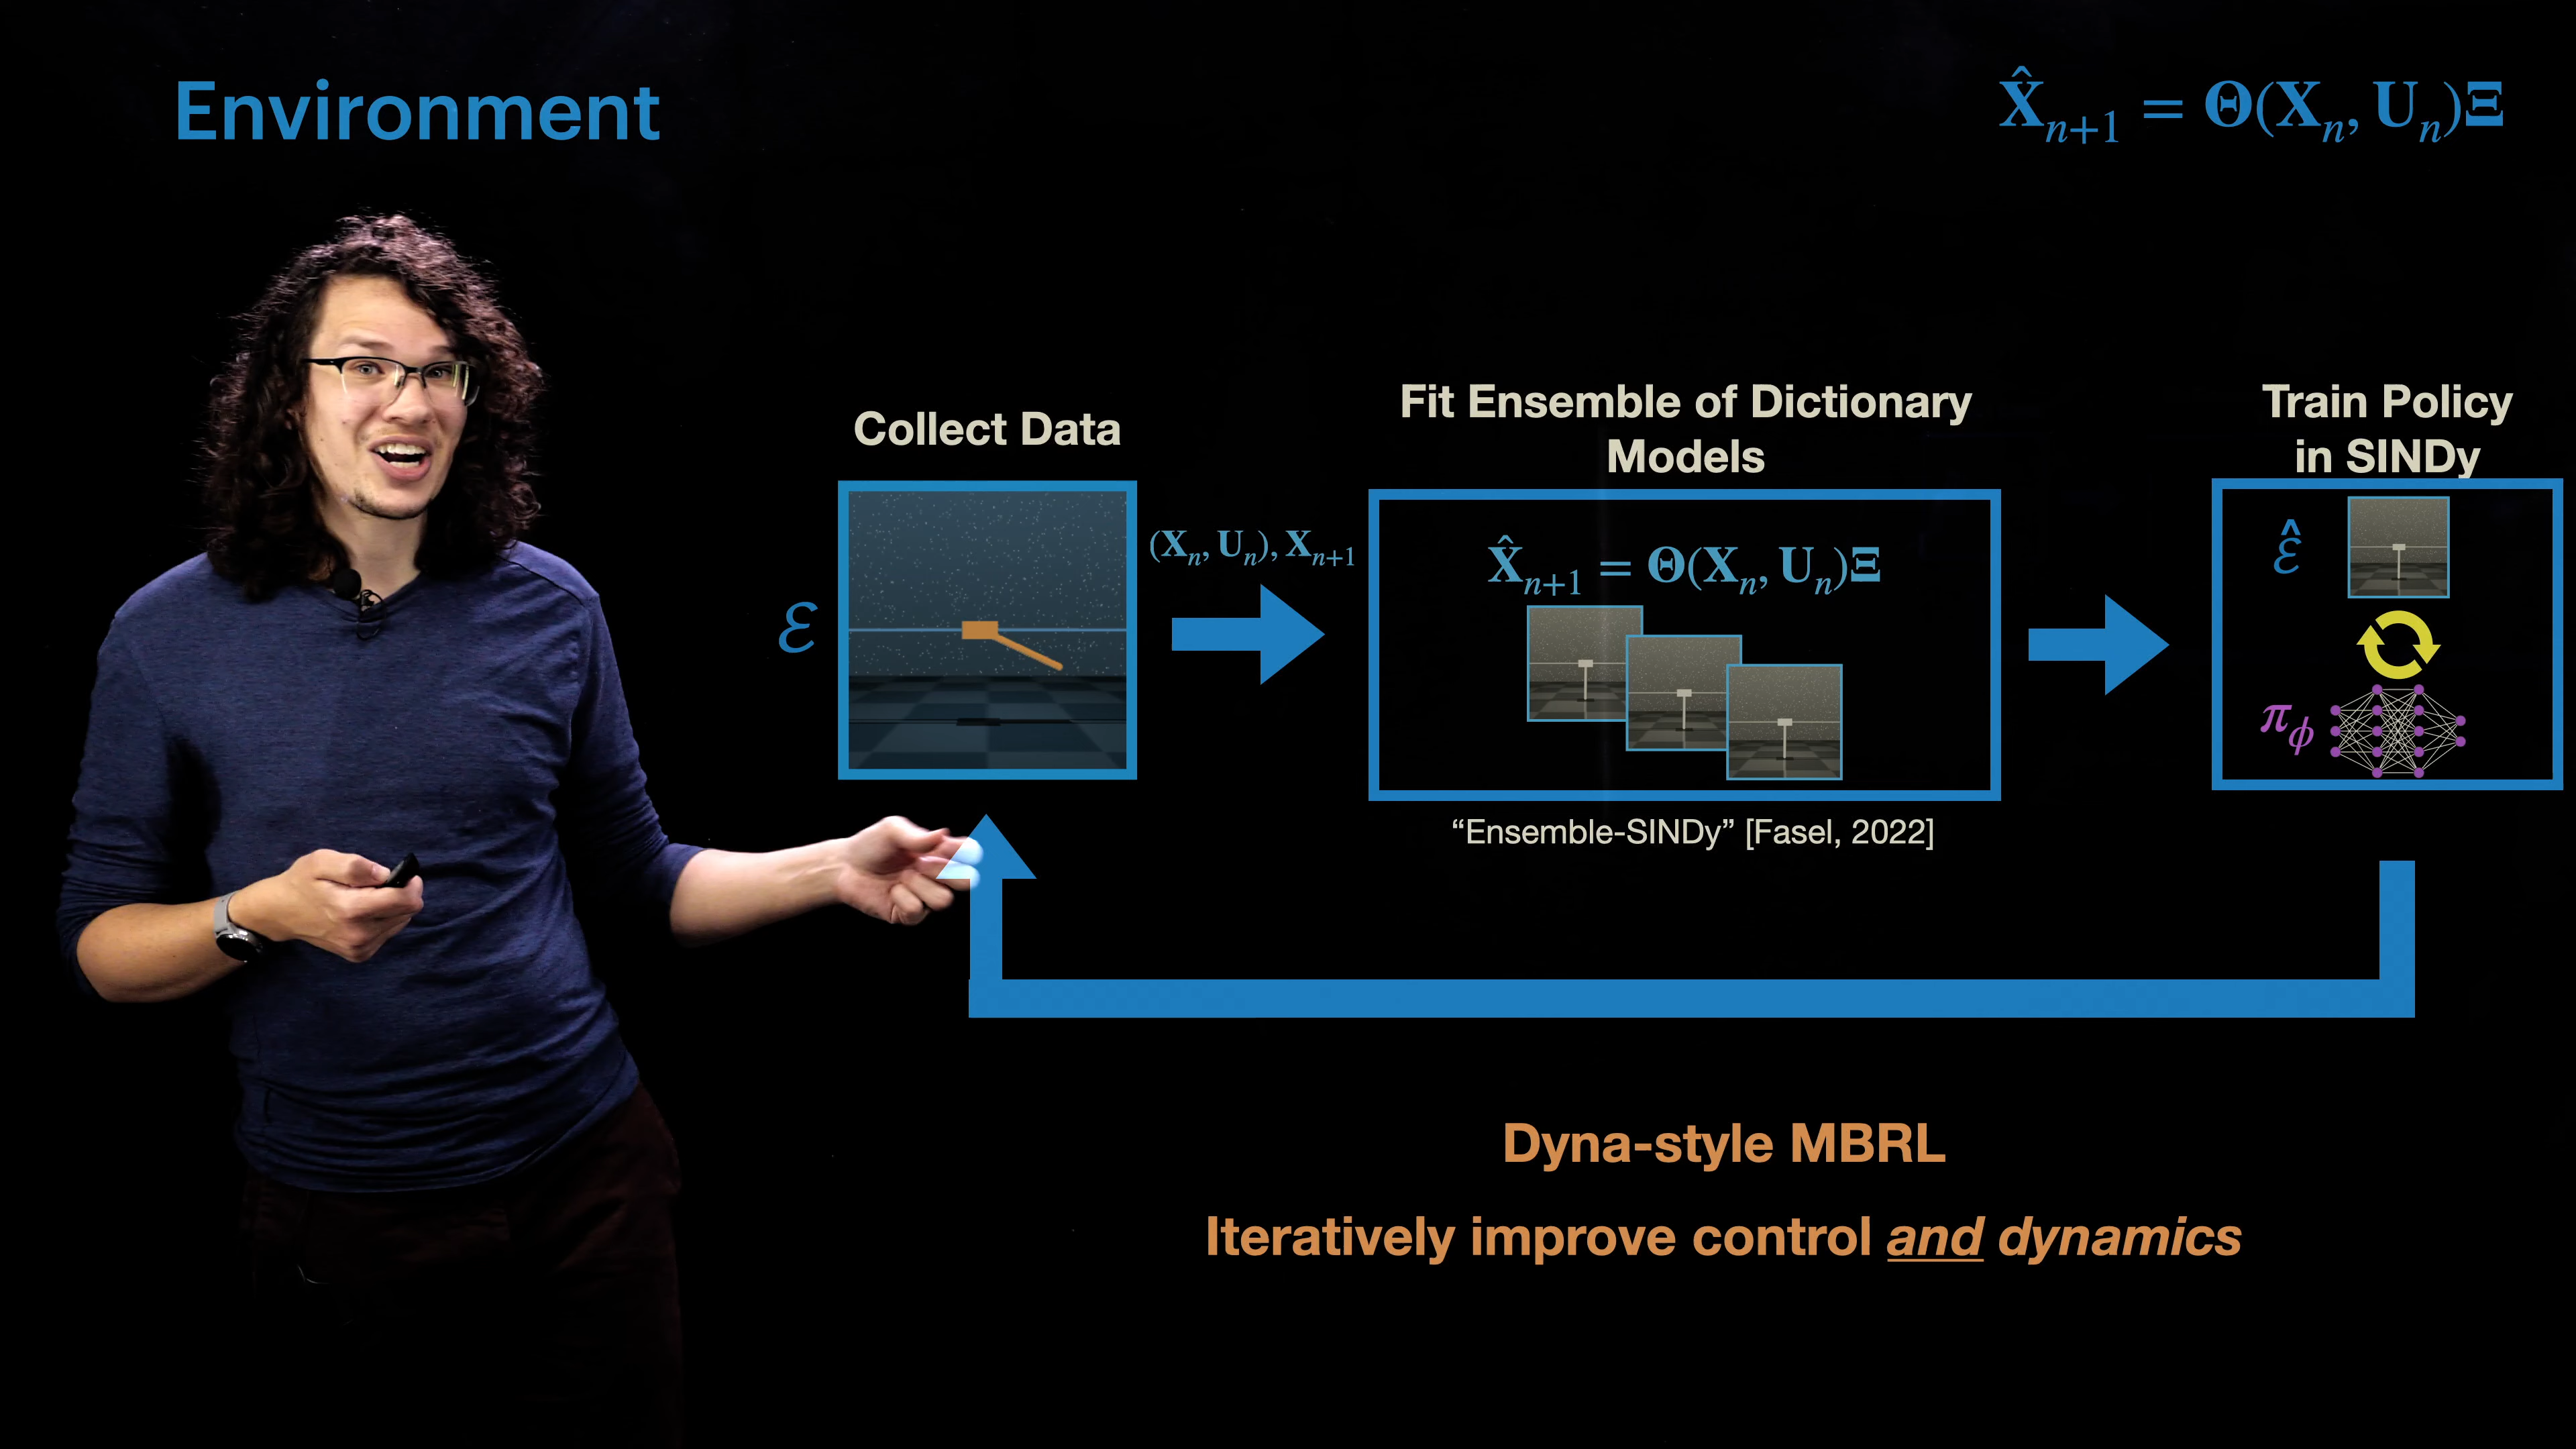 Environment
X̂ₙ₊₁ = Θ(Xₙ, Uₙ)Ξ
Collect Data
ℰ
(Xₙ, Uₙ), Xₙ₊₁
Fit Ensemble of Dictionary
Models
X̂ₙ₊₁ = Θ(Xₙ, Uₙ)Ξ
“Ensemble-SINDy” [Fasel, 2022]
Train Policy
in SINDy
ℰ̂
π_ϕ
Dyna-style MBRL
Iteratively improve control and dynamics